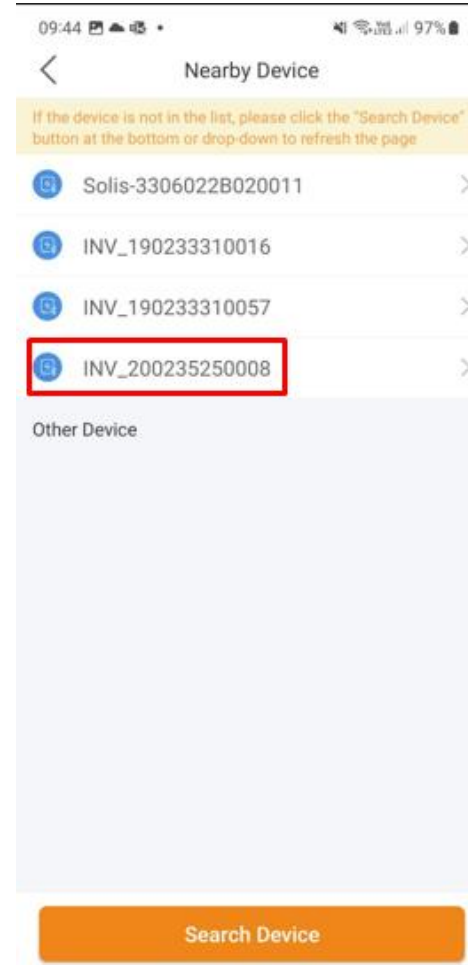 09:44
97%
Nearby Device
If the device is not in the list, please click the "Search Device"
button at the bottom or drop-down to refresh the page
Solis-3306022B020011
INV_190233310016
INV_190233310057
INV_200235250008
Other Device
Search Device